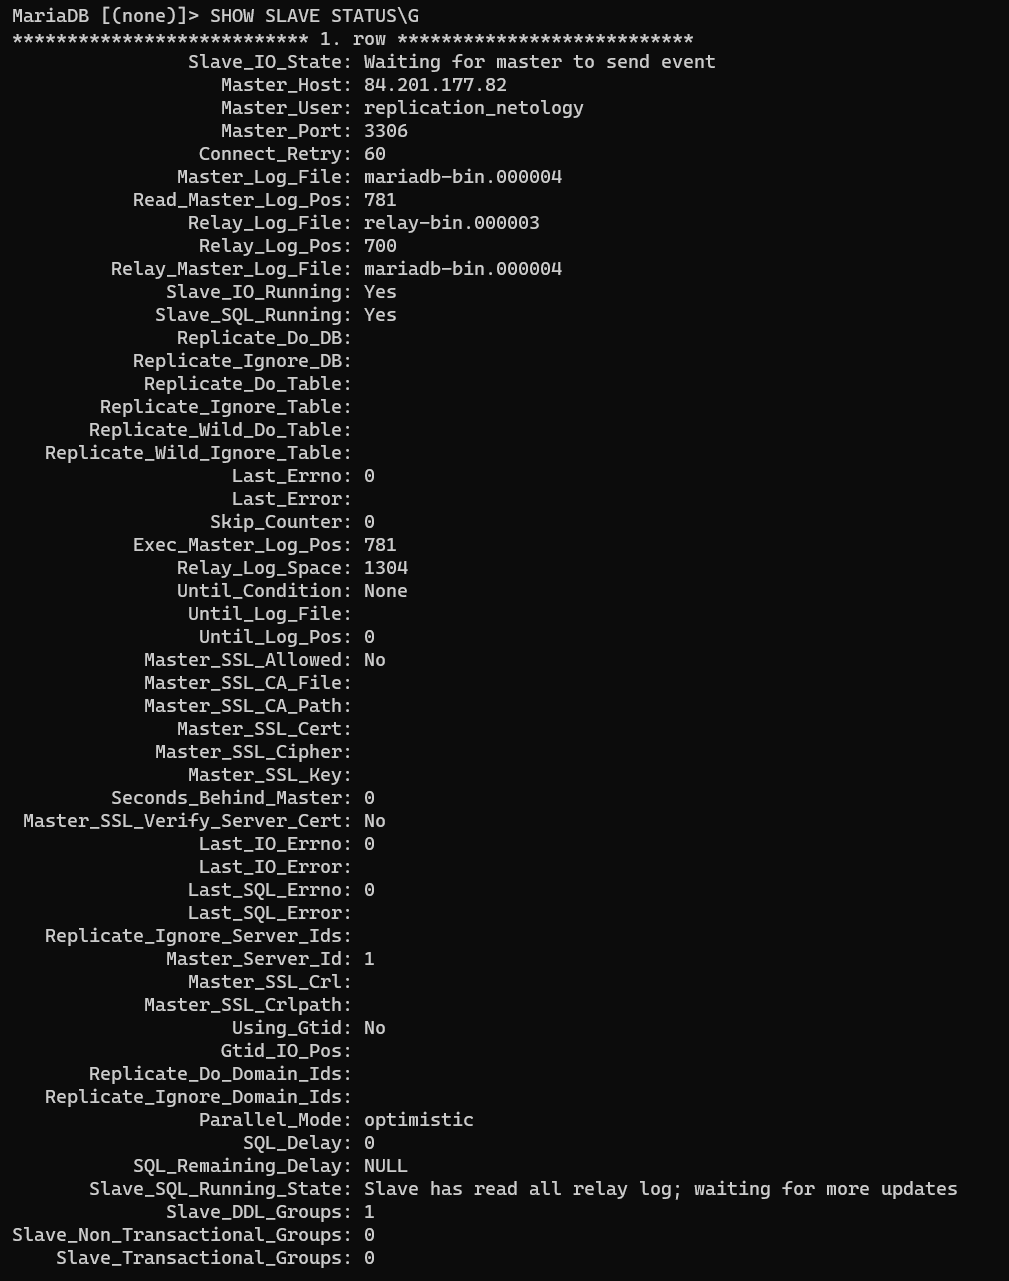 MariaDB [(none)]> SHOW SLAVE STATUS\G
*************************** 1. row ***************************
                Slave_IO_State: Waiting for master to send event
                   Master_Host: 84.201.177.82
                   Master_User: replication_netology
                   Master_Port: 3306
                 Connect_Retry: 60
               Master_Log_File: mariadb-bin.000004
           Read_Master_Log_Pos: 781
                Relay_Log_File: relay-bin.000003
                 Relay_Log_Pos: 700
         Relay_Master_Log_File: mariadb-bin.000004
              Slave_IO_Running: Yes
             Slave_SQL_Running: Yes
               Replicate_Do_DB:
           Replicate_Ignore_DB:
            Replicate_Do_Table:
        Replicate_Ignore_Table:
       Replicate_Wild_Do_Table:
   Replicate_Wild_Ignore_Table:
                    Last_Errno: 0
                    Last_Error:
                  Skip_Counter: 0
           Exec_Master_Log_Pos: 781
               Relay_Log_Space: 1304
               Until_Condition: None
                Until_Log_File:
                 Until_Log_Pos: 0
            Master_SSL_Allowed: No
            Master_SSL_CA_File:
            Master_SSL_CA_Path:
               Master_SSL_Cert:
             Master_SSL_Cipher:
                Master_SSL_Key:
         Seconds_Behind_Master: 0
 Master_SSL_Verify_Server_Cert: No
                 Last_IO_Errno: 0
                 Last_IO_Error:
                Last_SQL_Errno: 0
                Last_SQL_Error:
   Replicate_Ignore_Server_Ids:
              Master_Server_Id: 1
                Master_SSL_Crl:
            Master_SSL_Crlpath:
                    Using_Gtid: No
                   Gtid_IO_Pos:
       Replicate_Do_Domain_Ids:
   Replicate_Ignore_Domain_Ids:
                 Parallel_Mode: optimistic
                     SQL_Delay: 0
           SQL_Remaining_Delay: NULL
       Slave_SQL_Running_State: Slave has read all relay log; waiting for more updates
              Slave_DDL_Groups: 1
Slave_Non_Transactional_Groups: 0
    Slave_Transactional_Groups: 0